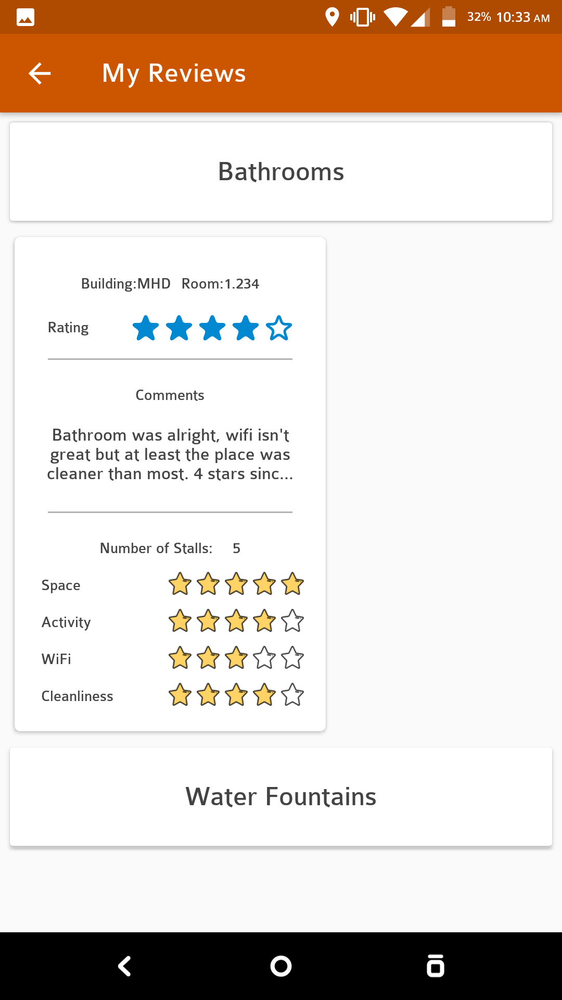 32% 10:33 AM
My Reviews
Bathrooms
Building:MHD Room:1.234
Rating
Comments
Bathroom was alright, wifi isn't
great but at least the place was
cleaner than most. 4 stars sinc...
Number of Stalls: 5
Space
Activity
WiFi
Cleanliness
Water Fountains